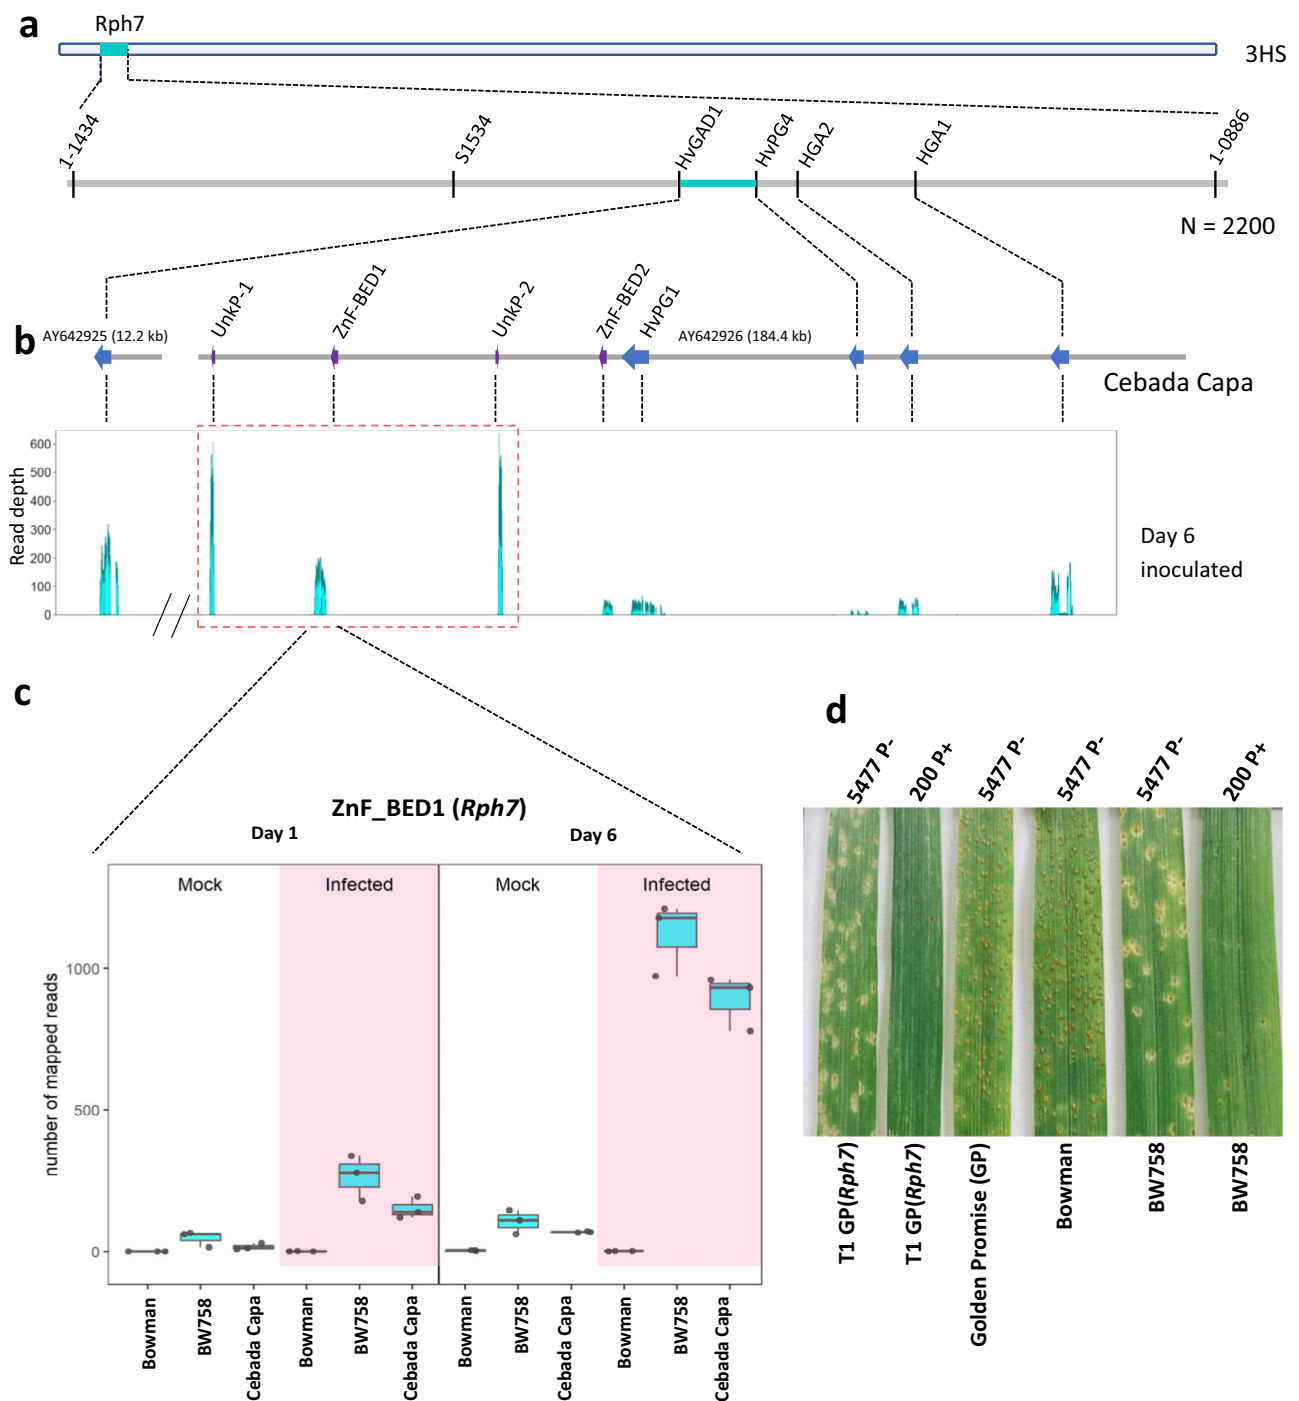 a
Rph7
3HS
1-1434
S1534
HvGAD1
HvPG4
HGA2
HGA1
1-0886
N = 2200
b
AY642925 (12.2 kb)
UnkP-1
ZnF-BED1
UnkP-2
ZnF-BED2
HvPG1
AY642926 (184.4 kb)
Cebada Capa
Read depth
600
500
400
300
200
100
0
Day 6
inoculated
c
ZnF_BED1 (Rph7)
Day 1
Day 6
Mock
Infected
Mock
Infected
number of mapped reads
1000
500
0
Bowman
BW758
Cebada Capa
Bowman
BW758
Cebada Capa
Bowman
BW758
Cebada Capa
Bowman
BW758
Cebada Capa
d
5477 P-
200 P+
5477 P-
5477 P-
5477 P-
200 P+
T1 GP(Rph7)
T1 GP(Rph7)
Golden Promise (GP)
Bowman
BW758
BW758